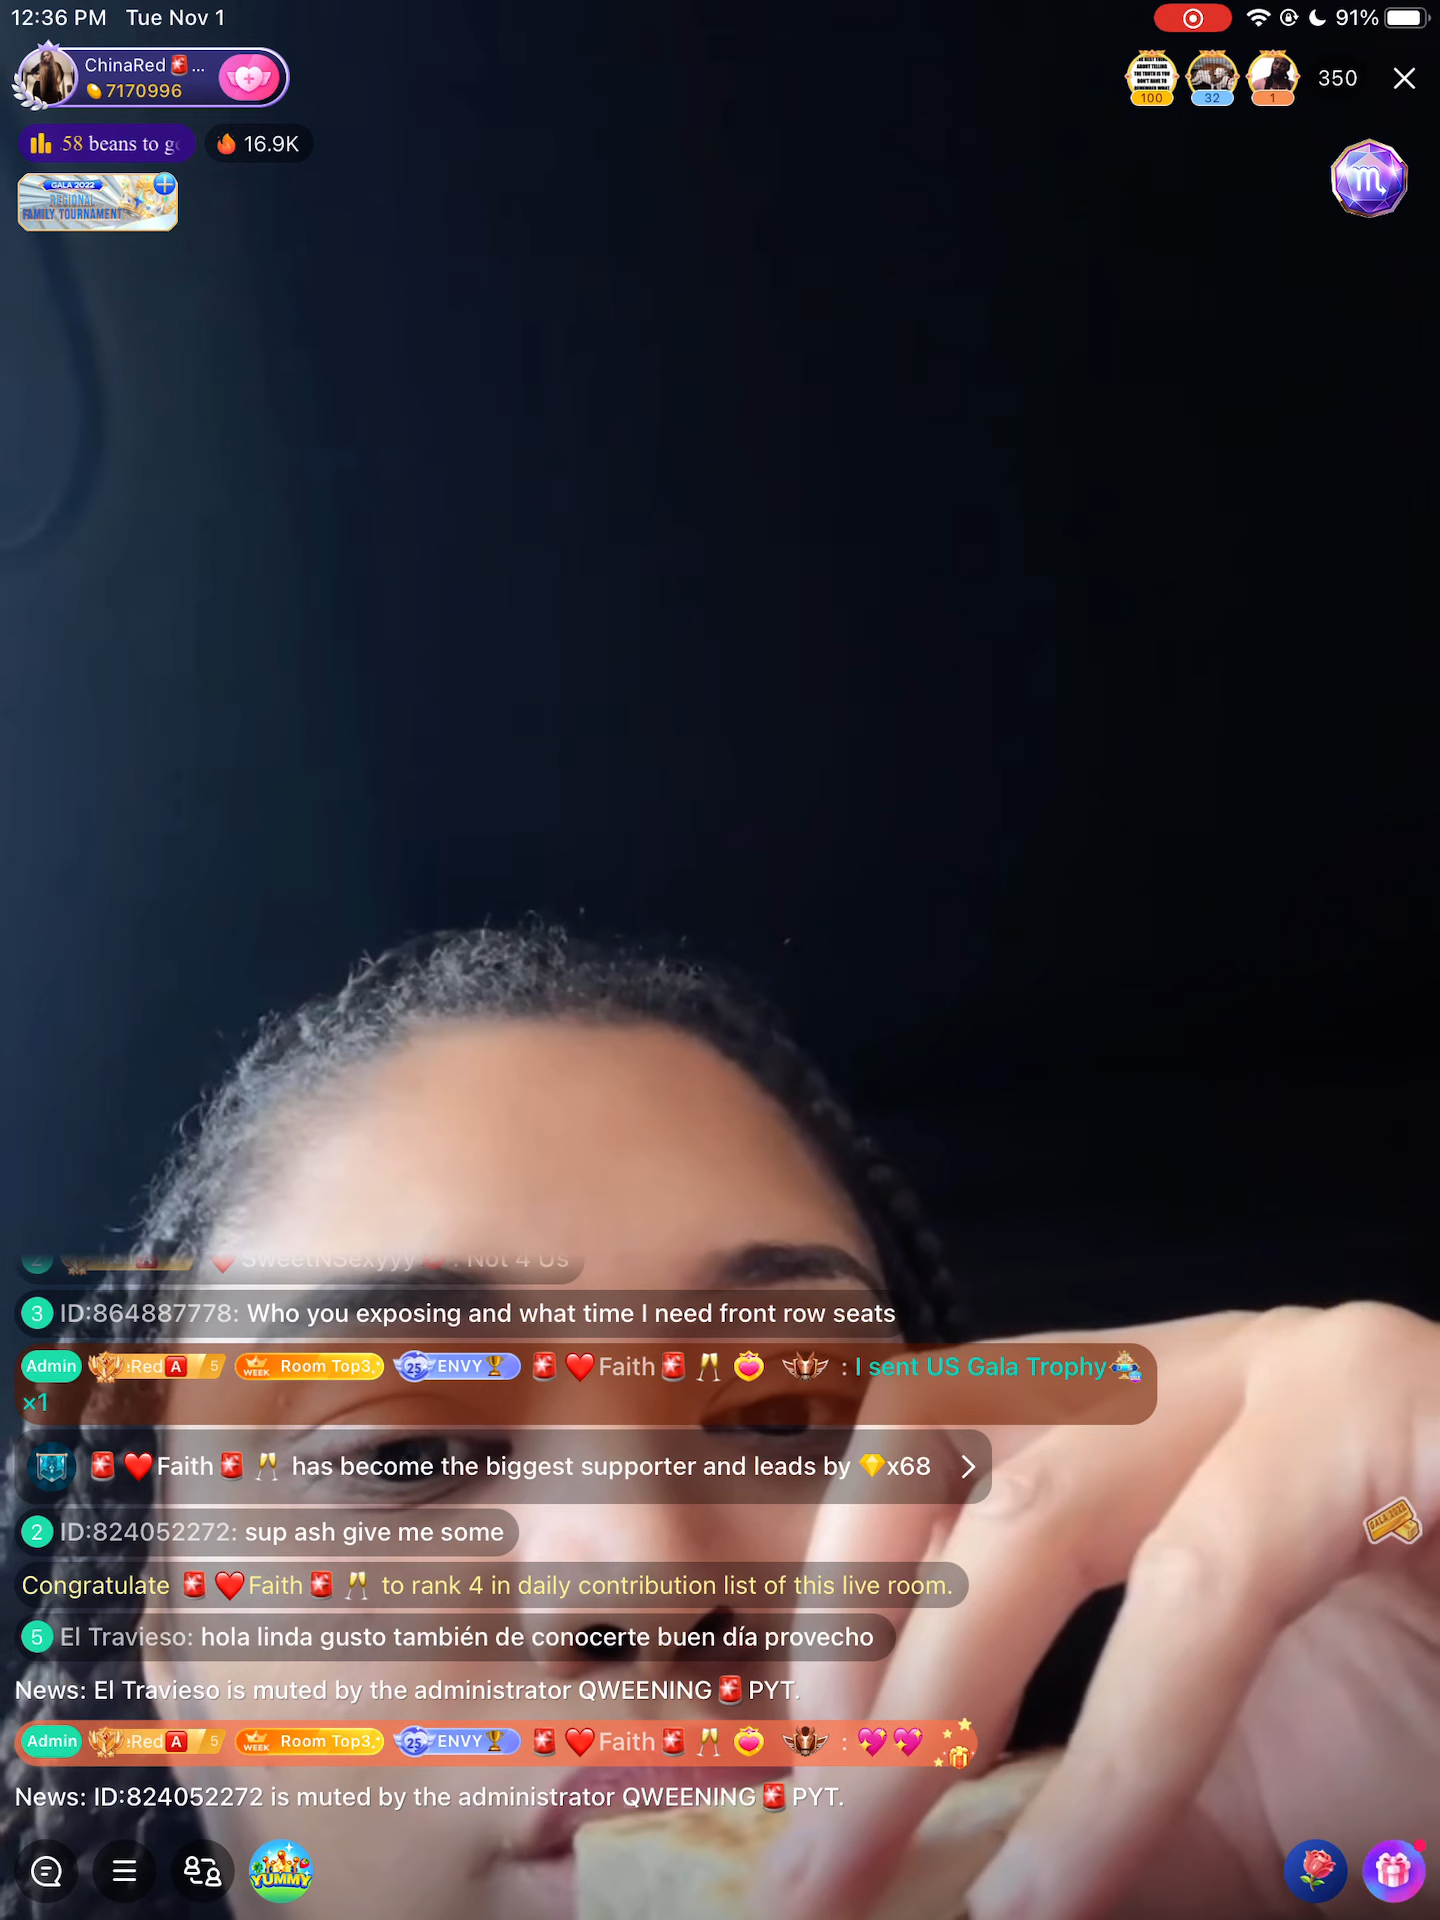 12:36 PM Tue Nov 1
91%
ChinaRed🚨...
7170996
100
32
1
350
58 beans to g
16.9K
GALA 2022
REGIONAL
FAMILY TOURNAMENT
SweetNSexyyy : Not 4 Us
3 ID:864887778: Who you exposing and what time I need front row seats
Admin Red A 5 WEEK Room Top3 25 ENVY🏆 🚨❤️Faith🚨🥂 : I sent US Gala Trophy
×1
🚨❤️Faith🚨🥂 has become the biggest supporter and leads by x68
2 ID:824052272: sup ash give me some
Congratulate 🚨❤️Faith🚨🥂 to rank 4 in daily contribution list of this live room.
5 El Travieso: hola linda gusto también de conocerte buen día provecho
News: El Travieso is muted by the administrator QWEENING🚨PYT.
Admin Red A 5 WEEK Room Top3 25 ENVY🏆 🚨❤️Faith🚨🥂 : 💖💖
News: ID:824052272 is muted by the administrator QWEENING🚨PYT.
YUMMY